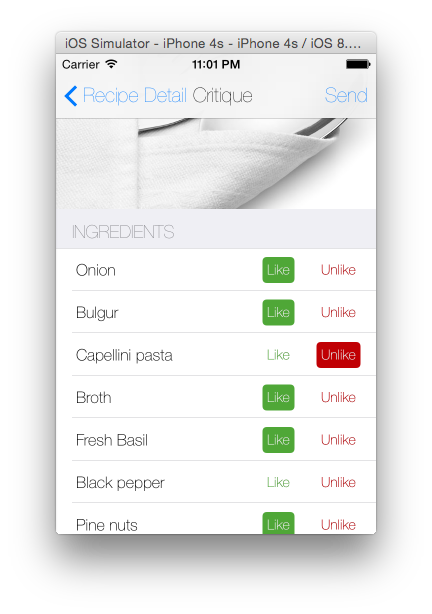 iOS Simulator - iPhone 4s - iPhone 4s / iOS 8....
Carrier 11:01 PM
Recipe Detail Critique Send
INGREDIENTS
Onion Like Unlike
Bulgur Like Unlike
Capellini pasta Like Unlike
Broth Like Unlike
Fresh Basil Like Unlike
Black pepper Like Unlike
Pine nuts Like Unlike